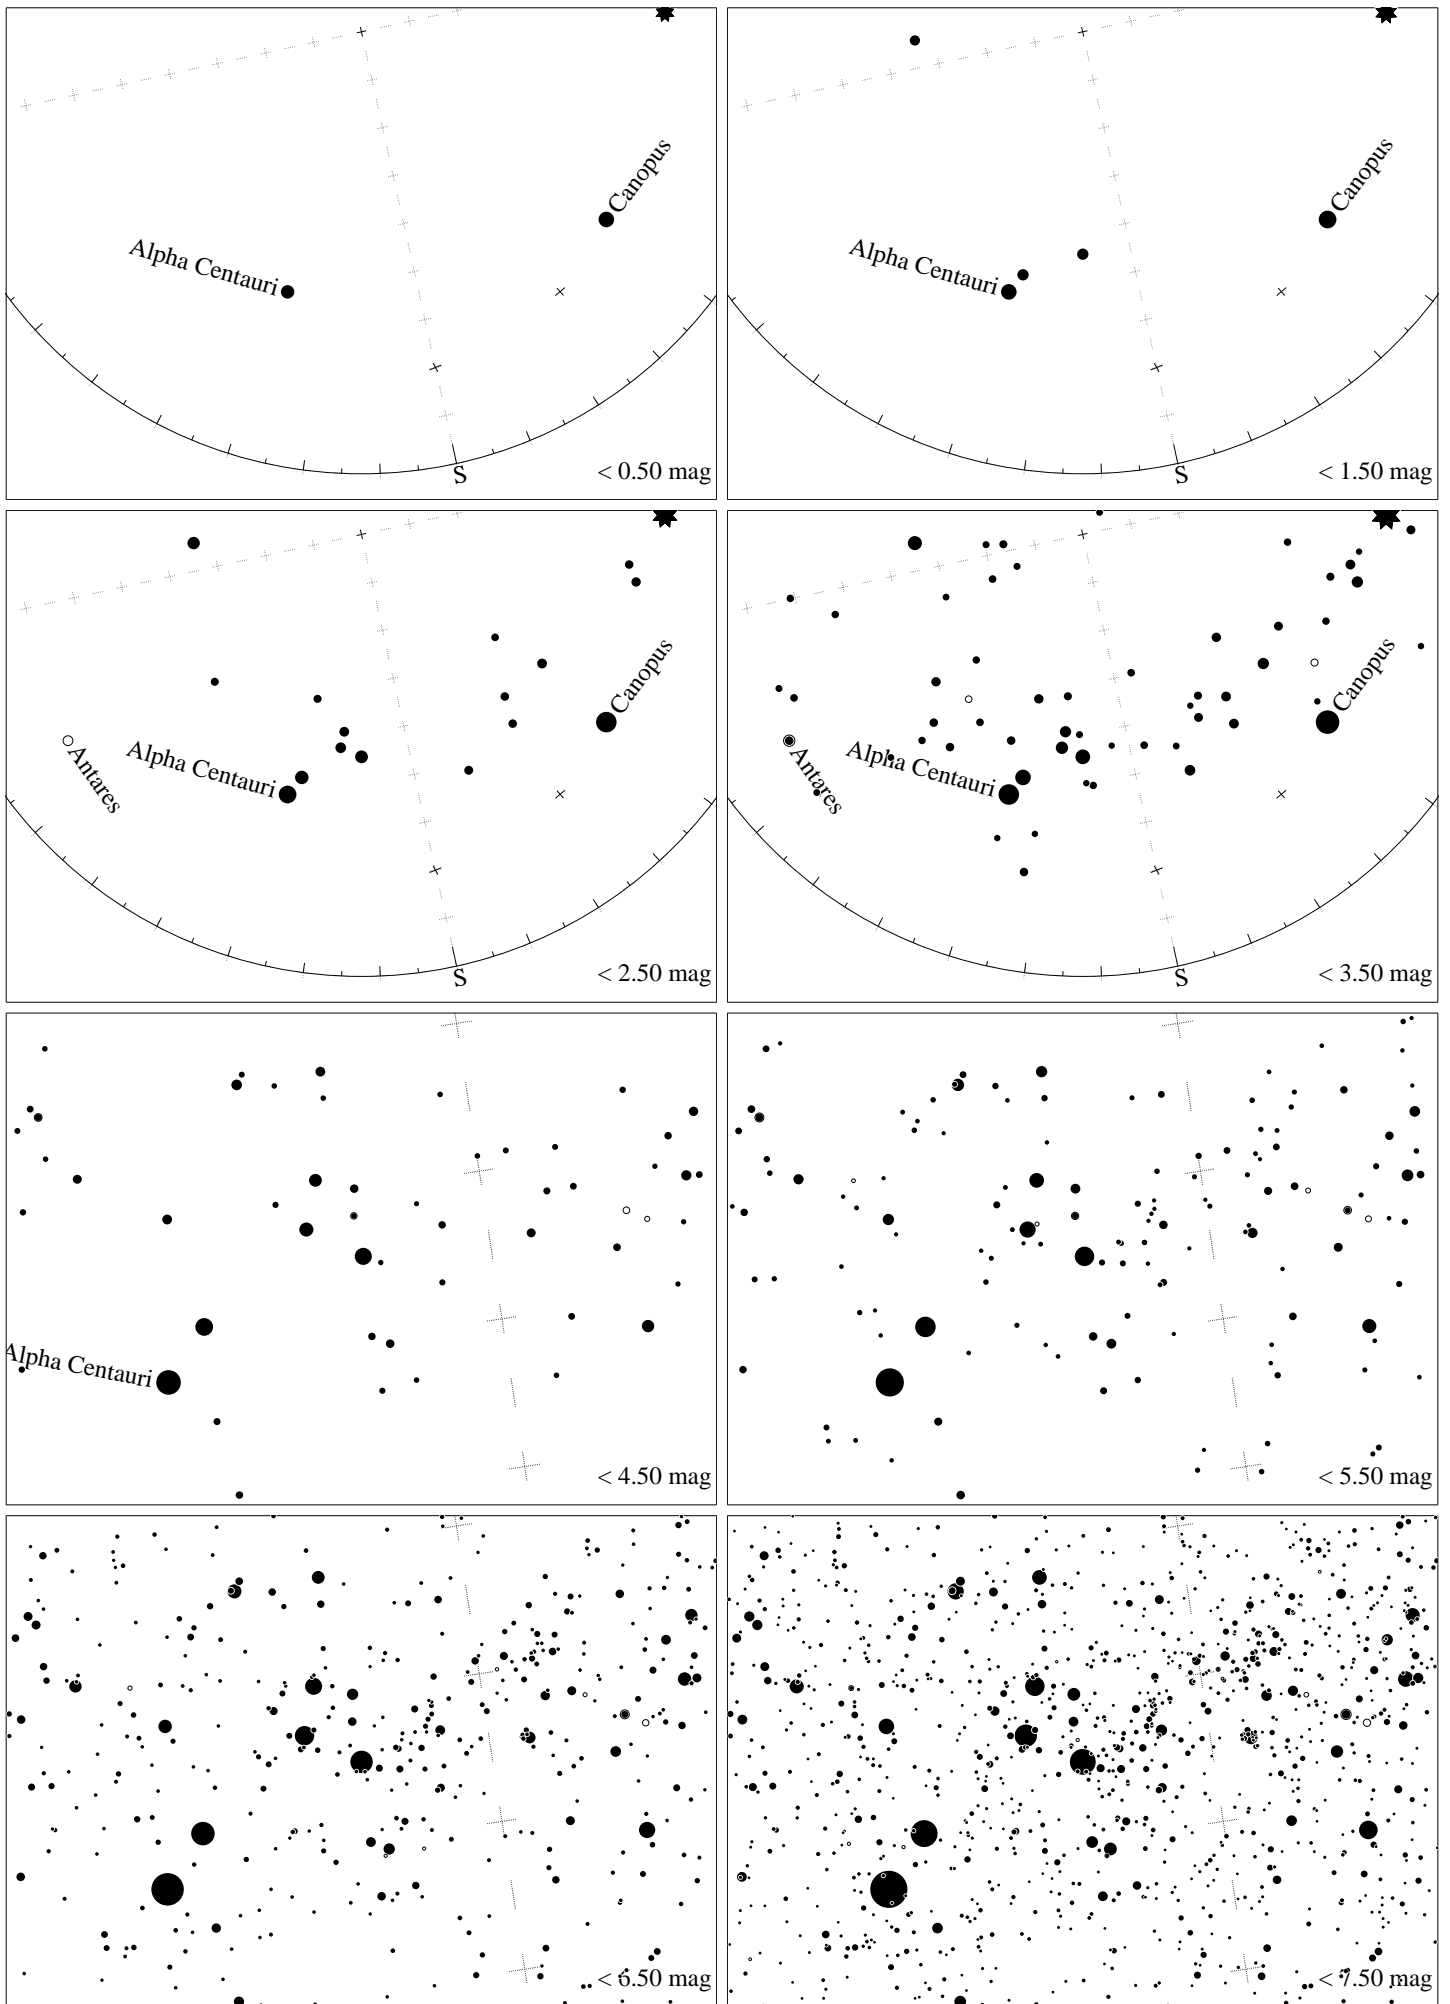 Canopus
Alpha Centauri
S
< 0.50 mag
Canopus
Alpha Centauri
S
< 1.50 mag
Canopus
Alpha Centauri
Antares
S
< 2.50 mag
Canopus
Alpha Centauri
Antares
S
< 3.50 mag
Alpha Centauri
< 4.50 mag
< 5.50 mag
< 6.50 mag
< 7.50 mag